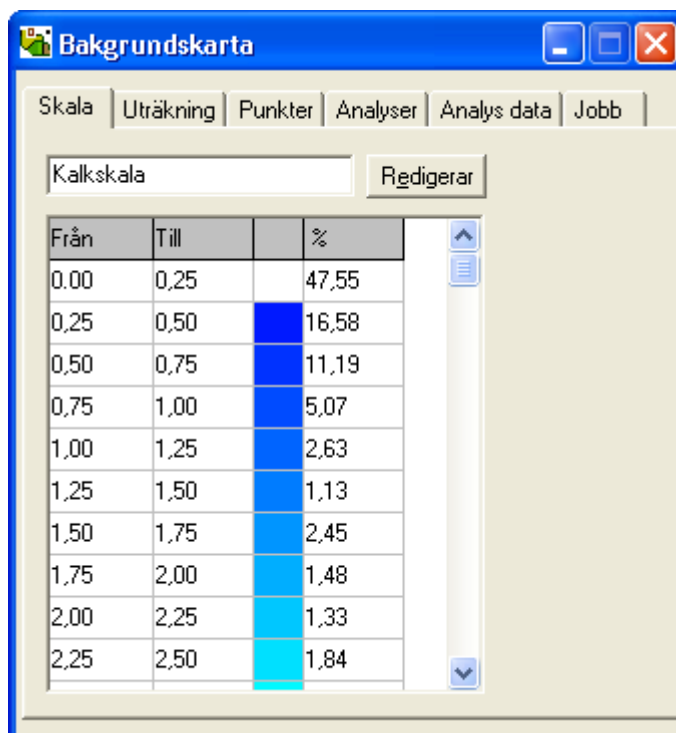 Bakgrundskarta
Skala Uträkning Punkter Analyser Analys data Jobb
Kalkskala Redigerar
Från Till %
0.00 0,25 47,55
0,25 0,50 16,58
0,50 0,75 11,19
0,75 1,00 5,07
1,00 1,25 2,63
1,25 1,50 1,13
1,50 1,75 2,45
1,75 2,00 1,48
2,00 2,25 1,33
2,25 2,50 1,84